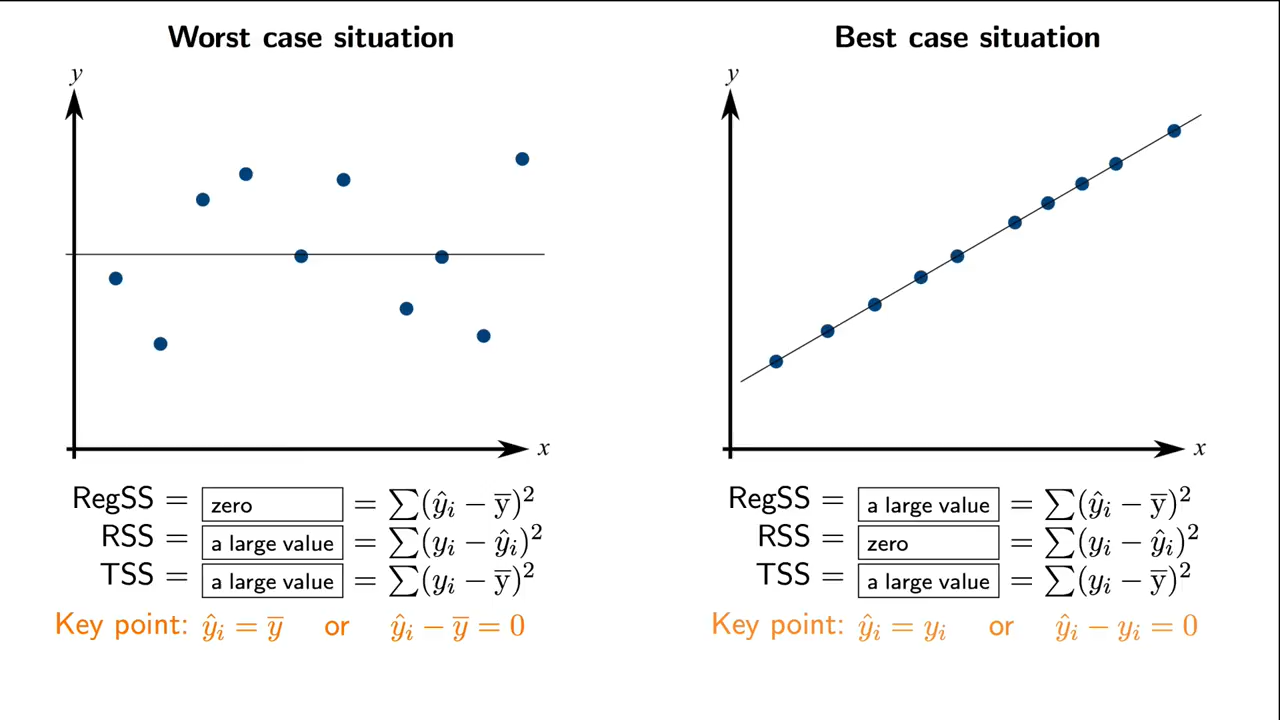 Worst case situation
y
x
RegSS = zero = ∑(ŷᵢ − y̅)²
RSS = a large value = ∑(yᵢ − ŷᵢ)²
TSS = a large value = ∑(yᵢ − y̅)²
Key point: ŷᵢ = y̅ or ŷᵢ − y̅ = 0
Best case situation
y
x
RegSS = a large value = ∑(ŷᵢ − y̅)²
RSS = zero = ∑(yᵢ − ŷᵢ)²
TSS = a large value = ∑(yᵢ − y̅)²
Key point: ŷᵢ = yᵢ or ŷᵢ − yᵢ = 0